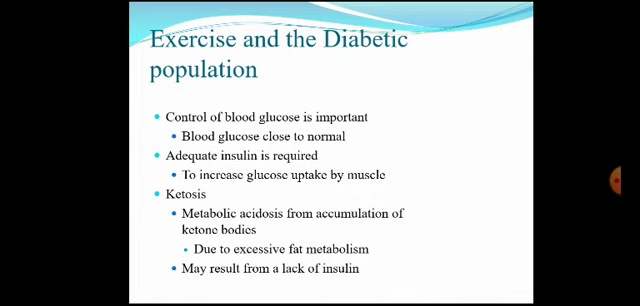 Exercise and the Diabetic
population
Control of blood glucose is important
Blood glucose close to normal
Adequate insulin is required
To increase glucose uptake by muscle
Ketosis
Metabolic acidosis from accumulation of
ketone bodies
Due to excessive fat metabolism
May result from a lack of insulin